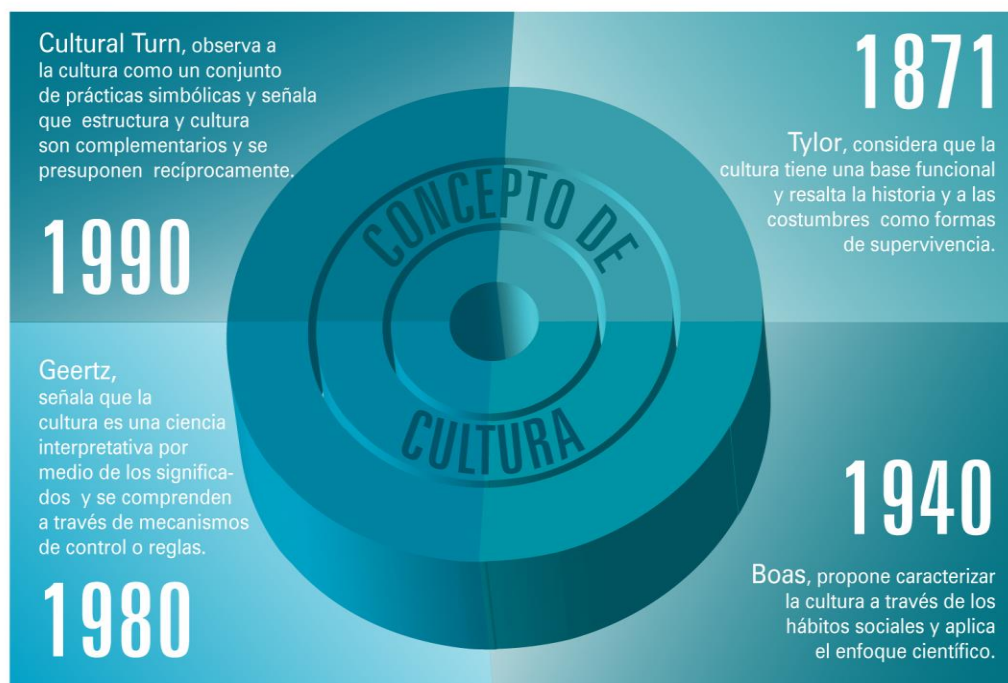 Cultural Turn, observa a
la cultura como un conjunto
de prácticas simbólicas y señala
que estructura y cultura
son complementarios y se
presuponen recíprocamente.
1990
1871
Tylor, considera que la
cultura tiene una base funcional
y resalta la historia y a las
costumbres como formas
de supervivencia.
CONCEPTO DE
CULTURA
Geertz,
señala que la
cultura es una ciencia
interpretativa por
medio de los significa-
dos y se comprenden
a través de mecanismos
de control o reglas.
1980
1940
Boas, propone caracterizar
la cultura a través de los
hábitos sociales y aplica
el enfoque científico.